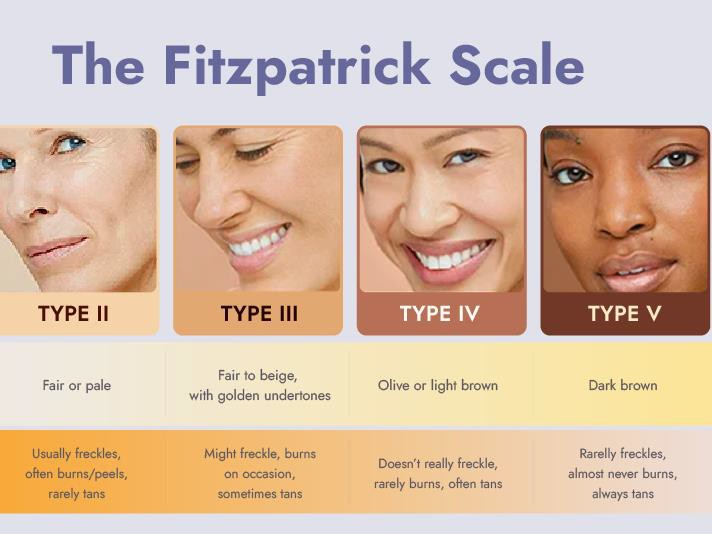 The Fitzpatrick Scale
TYPE II
TYPE III
TYPE IV
TYPE V
Fair or pale
Fair to beige,
with golden undertones
Olive or light brown
Dark brown
Usually freckles,
often burns/peels,
rarely tans
Might freckle, burns
on occasion,
sometimes tans
Doesn't really freckle,
rarely burns, often tans
Rarelly freckles,
almost never burns,
always tans